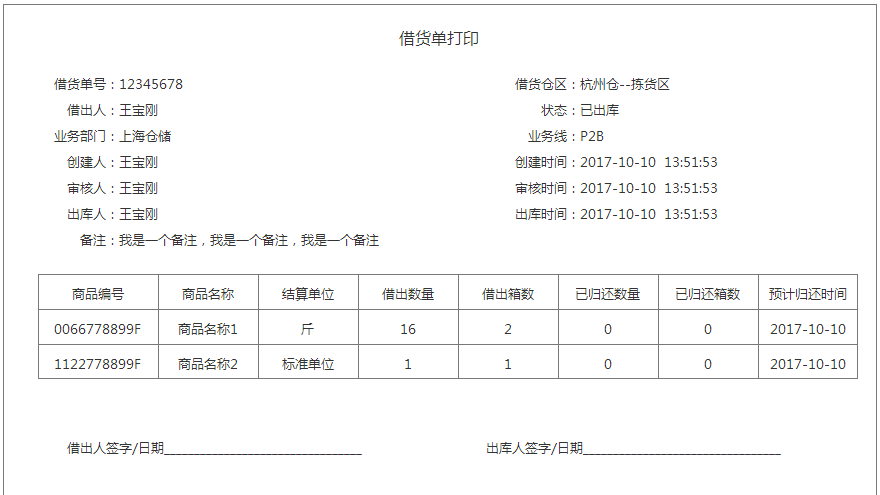 借货单打印
借货单号：12345678 借货仓区：杭州仓--拣货区
借出人：王宝刚 状态：已出库
业务部门：上海仓储 业务线：P2B
创建人：王宝刚 创建时间：2017-10-10 13:51:53
审核人：王宝刚 审核时间：2017-10-10 13:51:53
出库人：王宝刚 出库时间：2017-10-10 13:51:53
备注：我是一个备注，我是一个备注，我是一个备注
商品编号 商品名称 结算单位 借出数量 借出箱数 已归还数量 已归还箱数 预计归还时间
0066778899F 商品名称1 斤 16 2 0 0 2017-10-10
1122778899F 商品名称2 标准单位 1 1 0 0 2017-10-10
借出人签字/日期______________________________ 出库人签字/日期______________________________